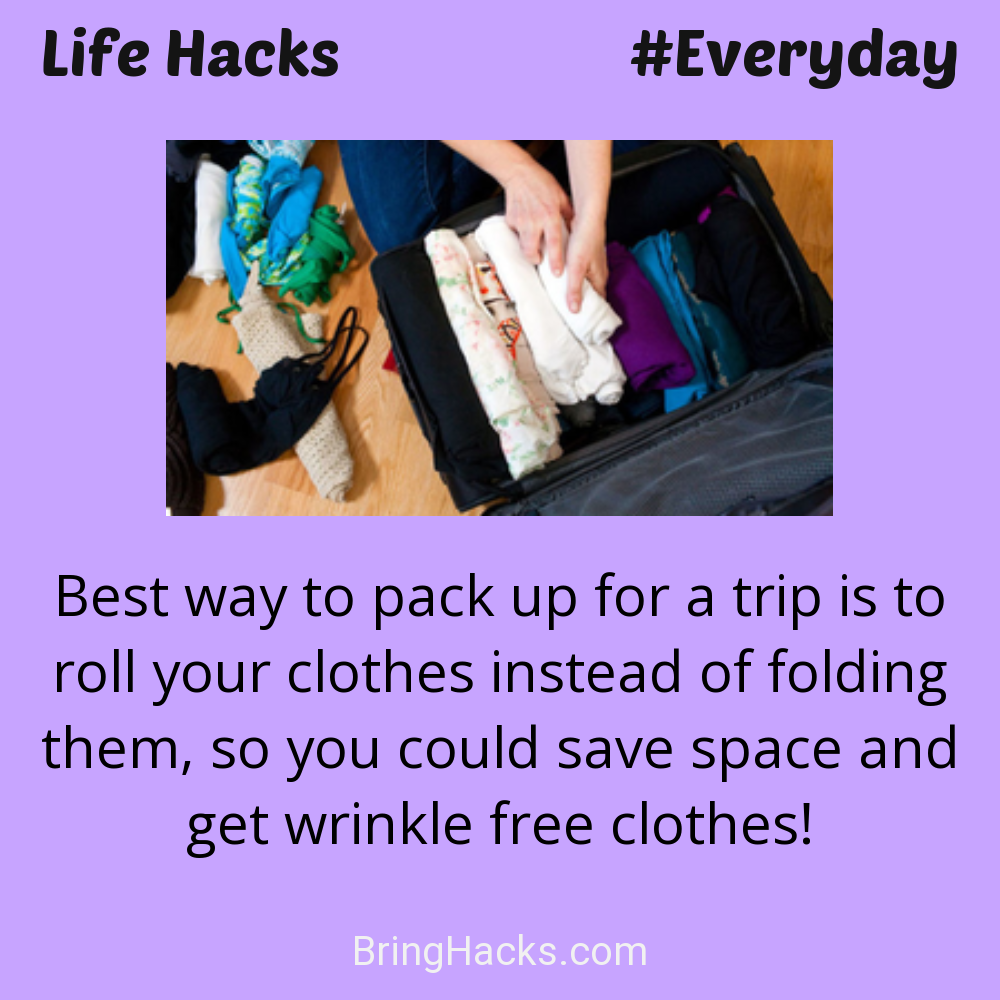 Life Hacks #Everyday
Best way to pack up for a trip is to
roll your clothes instead of folding
them, so you could save space and
get wrinkle free clothes!
BringHacks.com